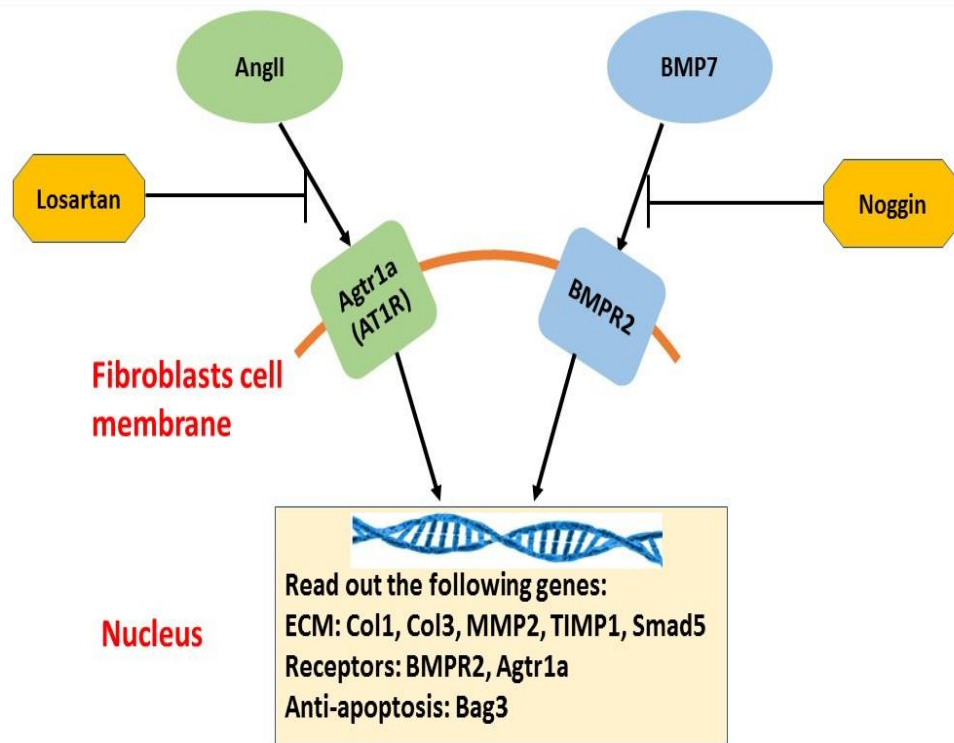 AngII
BMP7
Losartan
Noggin
Agtr1a
(AT1R)
BMPR2
Fibroblasts cell
membrane
Nucleus
Read out the following genes:
ECM: Col1, Col3, MMP2, TIMP1, Smad5
Receptors: BMPR2, Agtr1a
Anti-apoptosis: Bag3